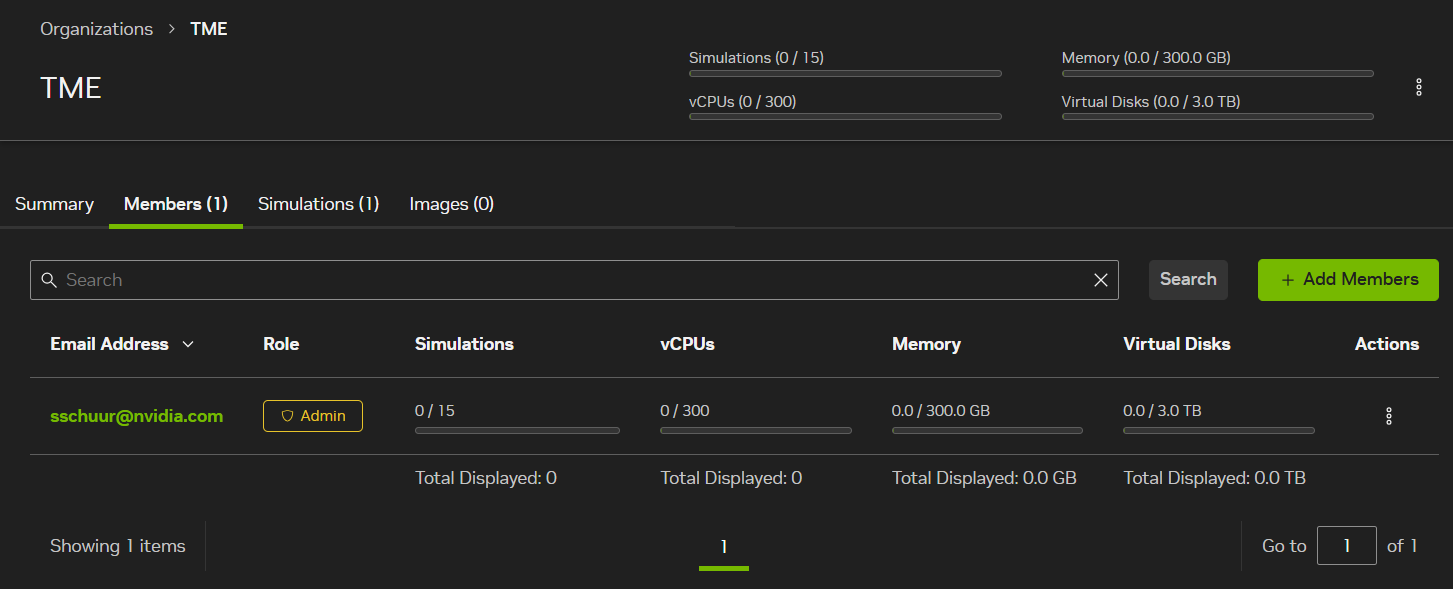 Organizations > TME
TME
Simulations (0 / 15)
Memory (0.0 / 300.0 GB)
vCPUs (0 / 300)
Virtual Disks (0.0 / 3.0 TB)
Summary Members (1) Simulations (1) Images (0)
Search
Search
+ Add Members
Email Address Role Simulations vCPUs Memory Virtual Disks Actions
sschuur@nvidia.com Admin 0 / 15 0 / 300 0.0 / 300.0 GB 0.0 / 3.0 TB
Total Displayed: 0 Total Displayed: 0 Total Displayed: 0.0 GB Total Displayed: 0.0 TB
Showing 1 items 1 Go to 1 of 1